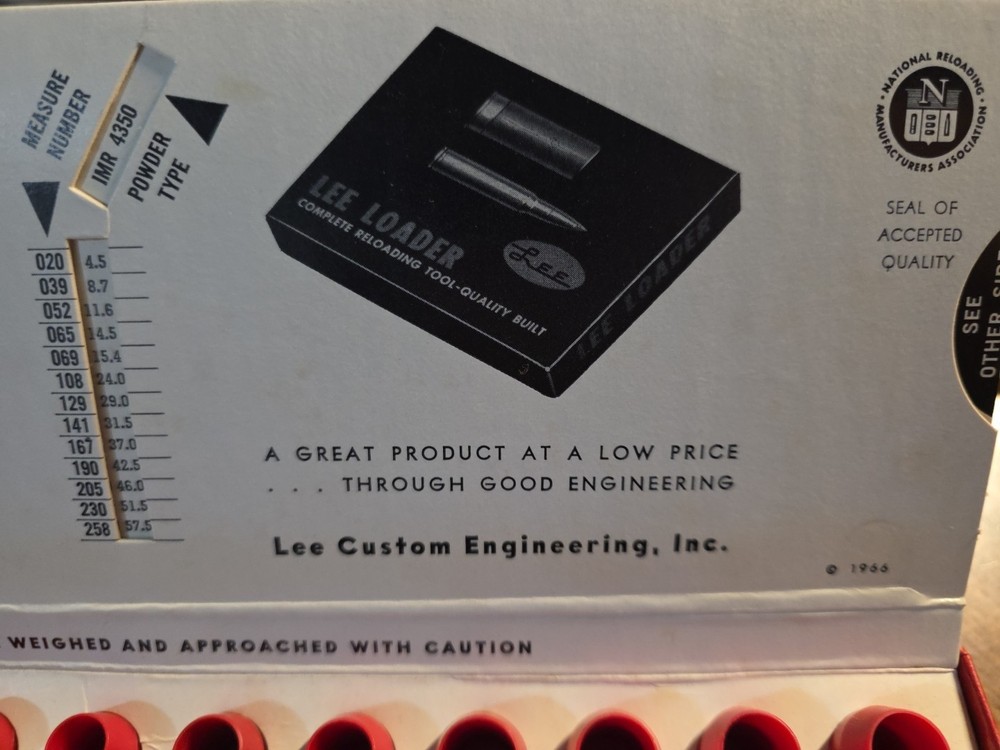 MEASURE
NUMBER
IMR 4350
POWDER
TYPE
020 4.5
039 8.7
052 11.6
065 14.5
069 15.4
108 24.0
129 29.0
141 31.5
167 37.0
190 42.5
205 46.0
230 51.5
258 57.5
LEE LOADER
COMPLETE RELOADING TOOL-QUALITY BUILT
LEE
LEE LOADER
NATIONAL RELOADING
MANUFACTURERS ASSOCIATION
N
SEAL OF
ACCEPTED
QUALITY
SEE
OTHER
A GREAT PRODUCT AT A LOW PRICE
. . . THROUGH GOOD ENGINEERING
Lee Custom Engineering, Inc.
© 1966
WEIGHED AND APPROACHED WITH CAUTION